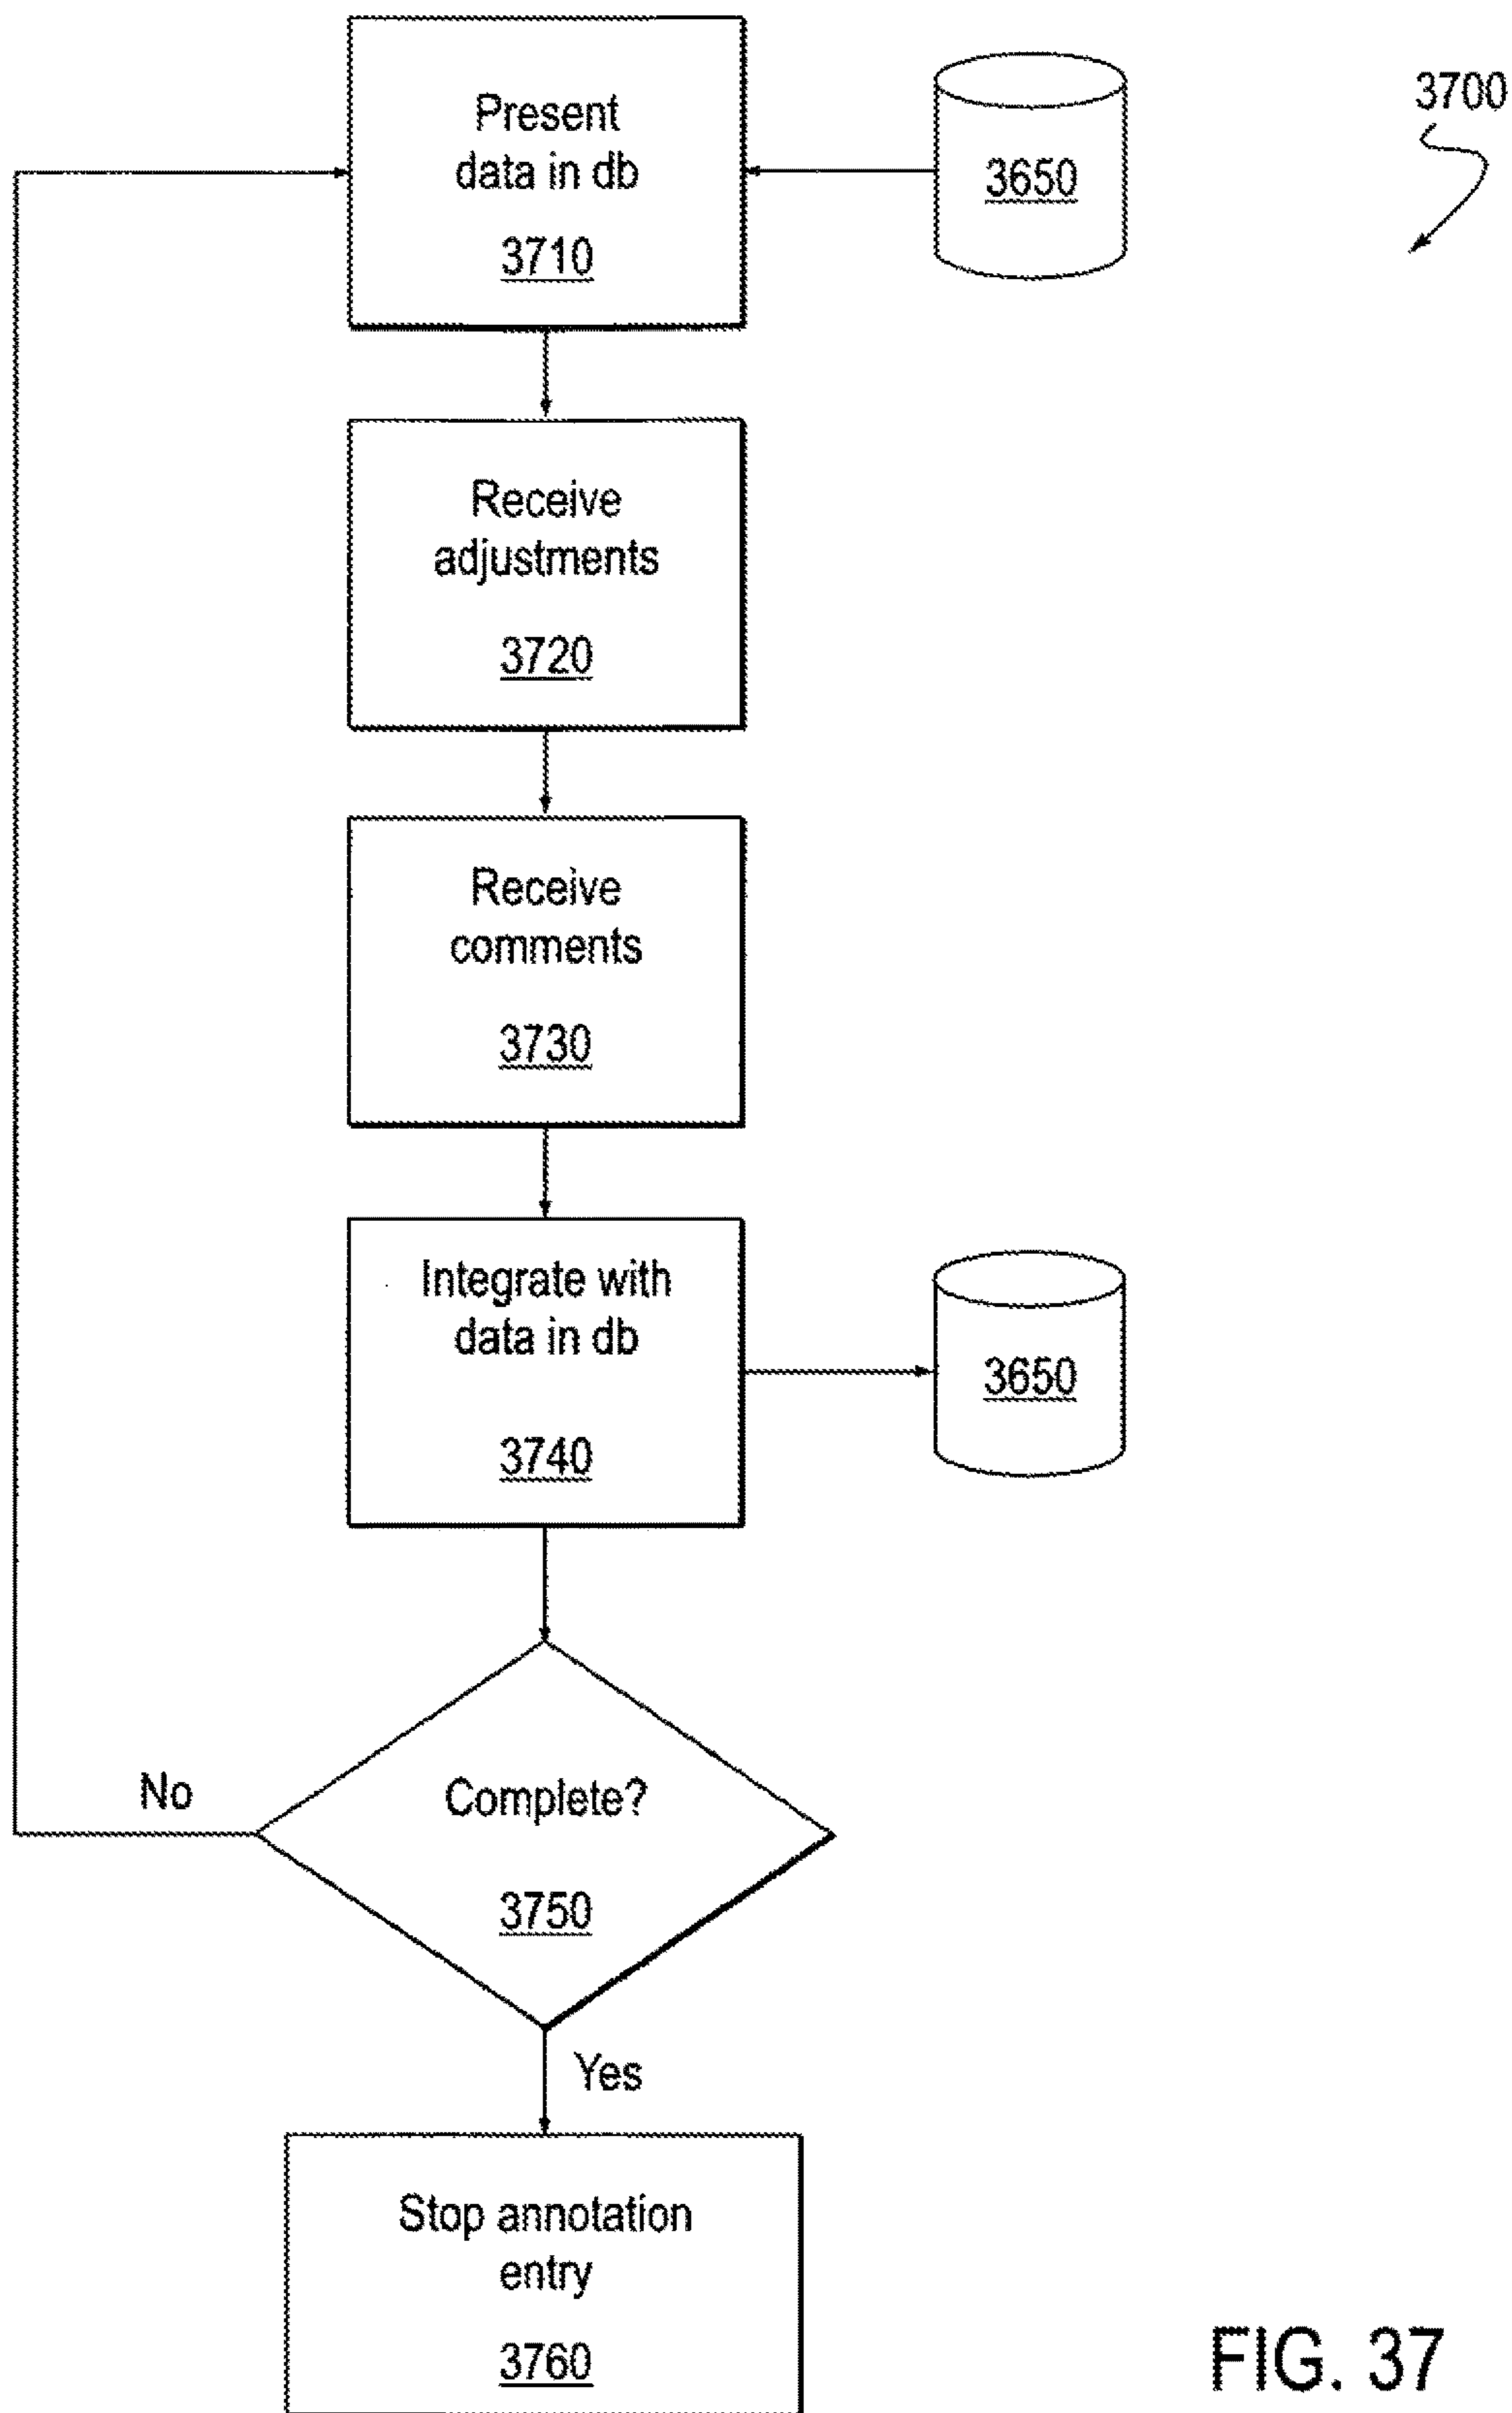 3700
Present
data in db
3710
3650
Receive
adjustments
3720
Receive
comments
3730
Integrate with
data in db
3740
3650
No
Complete?
3750
Yes
Stop annotation
entry
3760
FIG. 37